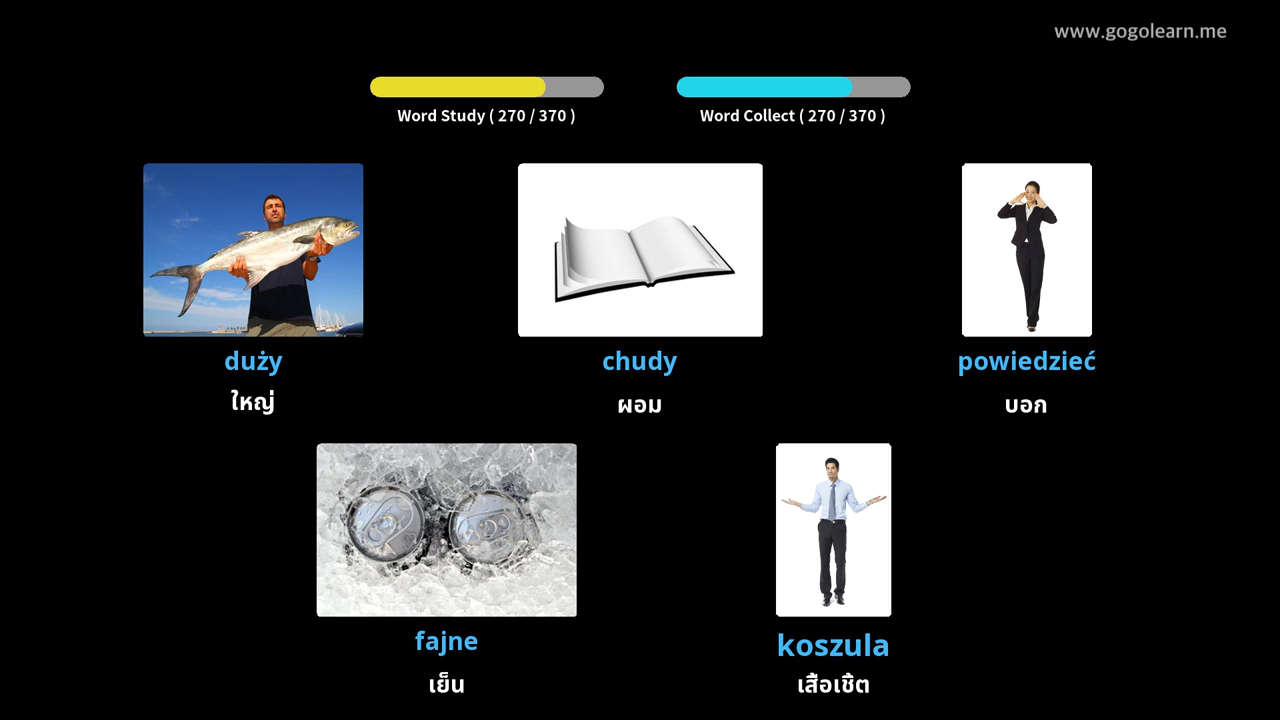 www.gogolearn.me
Word Study ( 270 / 370 )
Word Collect ( 270 / 370 )
duży
ใหญ่
chudy
ผอม
powiedzieć
บอก
fajne
เย็น
koszula
เสื้อเชิ้ต